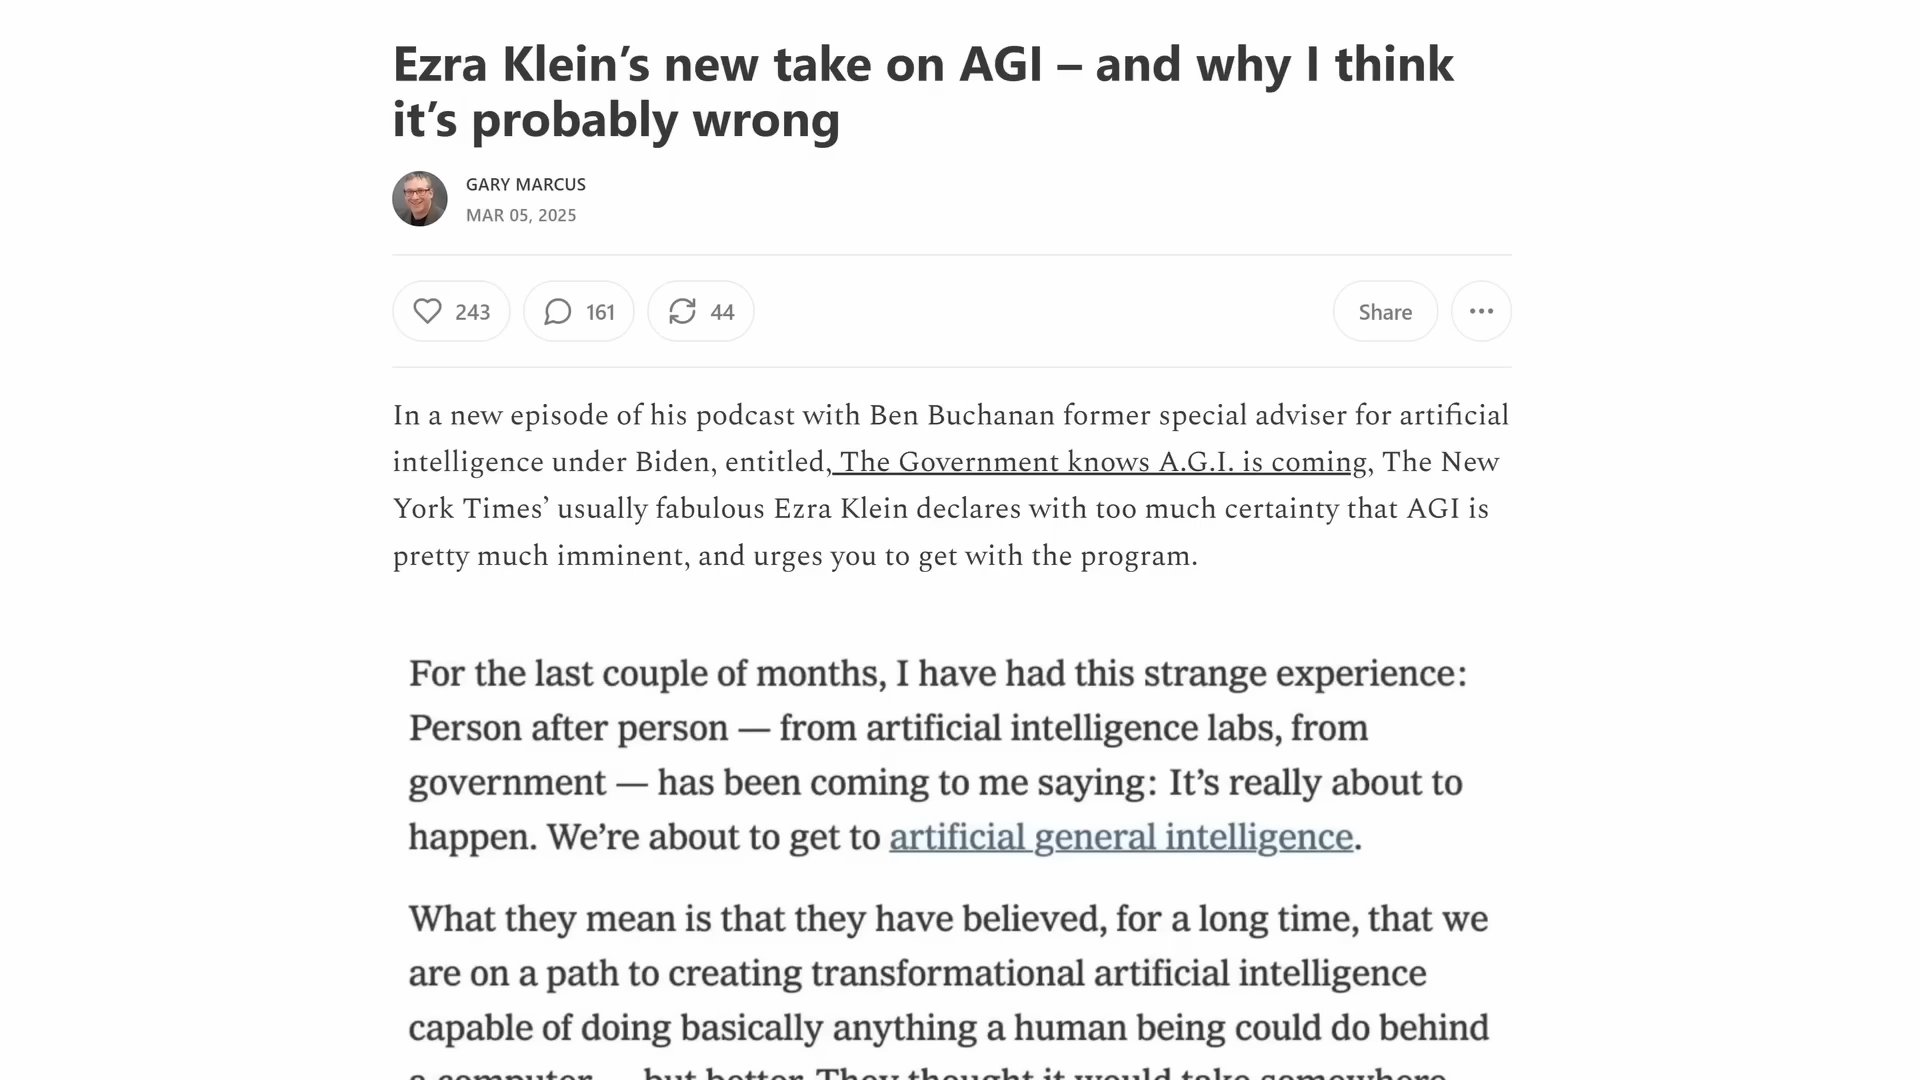 Ezra Klein’s new take on AGI – and why I think
it’s probably wrong
GARY MARCUS
MAR 05, 2025
243 161 44 Share
In a new episode of his podcast with Ben Buchanan former special adviser for artificial
intelligence under Biden, entitled, The Government knows A.G.I. is coming, The New
York Times’ usually fabulous Ezra Klein declares with too much certainty that AGI is
pretty much imminent, and urges you to get with the program.
For the last couple of months, I have had this strange experience:
Person after person — from artificial intelligence labs, from
government — has been coming to me saying: It’s really about to
happen. We’re about to get to artificial general intelligence.
What they mean is that they have believed, for a long time, that we
are on a path to creating transformational artificial intelligence
capable of doing basically anything a human being could do behind
a computer — but better. They thought it would take somewhere